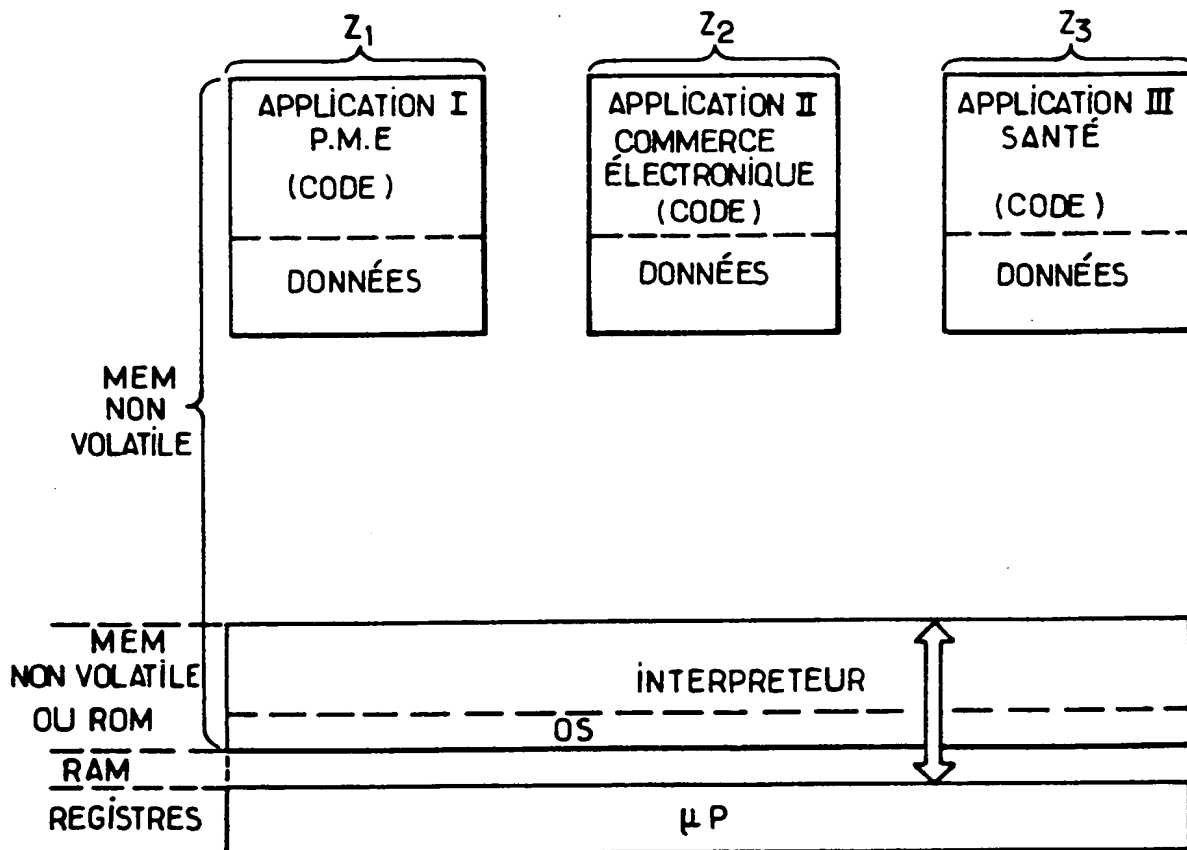 Z1
Z2
Z3
APPLICATION I
P.M.E
(CODE)
DONNÉES
APPLICATION II
COMMERCE
ÉLECTRONIQUE
(CODE)
DONNÉES
APPLICATION III
SANTÉ
(CODE)
DONNÉES
MEM
NON
VOLATILE
MEM
NON VOLATILE
OU ROM
INTERPRETEUR
OS
RAM
REGISTRES
µP